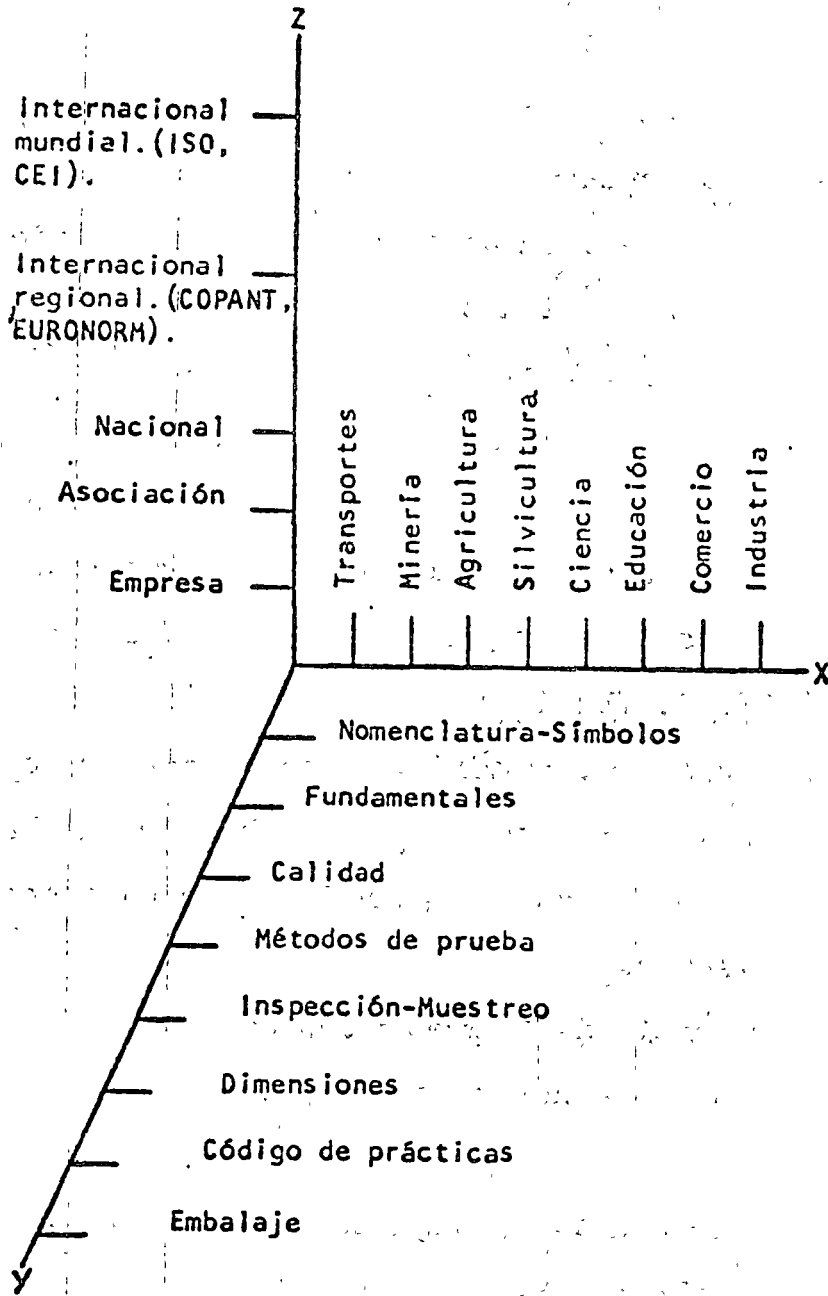 Z
Internacional
mundial.(ISO,
CEI).
Internacional
regional.(COPANT,
EURONORM).
Nacional
Asociación
Empresa
Transportes
Minería
Agricultura
Silvicultura
Ciencia
Educación
Comercio
Industria
X
Nomenclatura-Símbolos
Fundamentales
Calidad
Métodos de prueba
Inspección-Muestreo
Dimensiones
Código de prácticas
Embalaje
Y